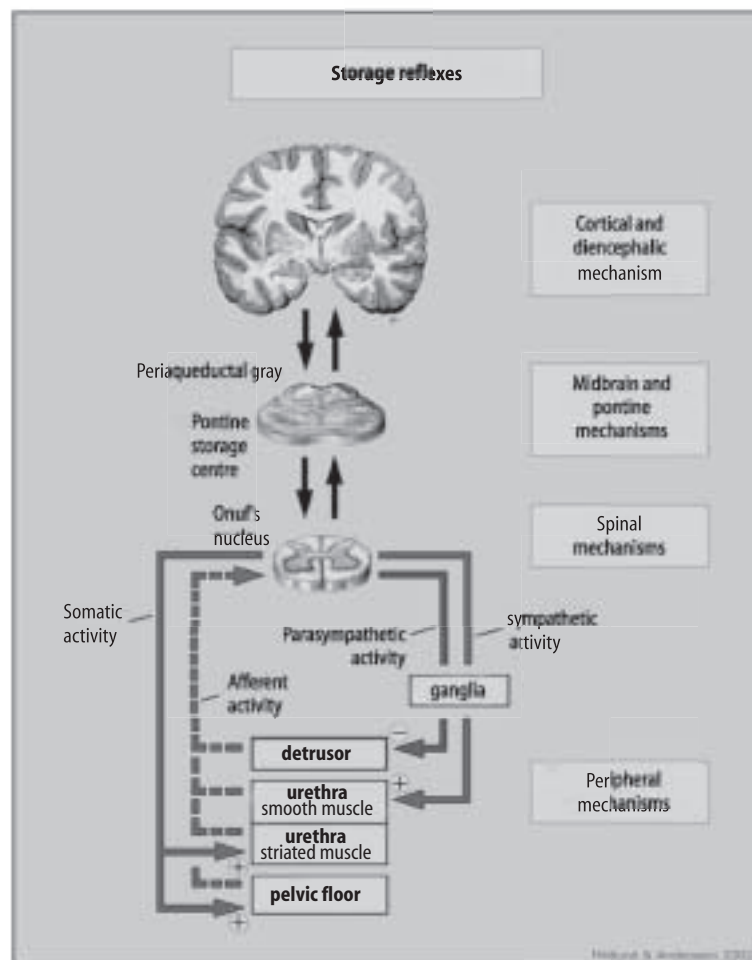 Storage reflexes
Cortical and
diencephalic
mechanism
Periaqueductal gray
Midbrain and
pontine
mechanisms
Pontine
storage
centre
Onuf's
nucleus
Spinal
mechanisms
Somatic
activity
Parasympathetic
activity
sympathetic
activity
Afferent
activity
ganglia
−
detrusor
+
urethra
smooth muscle
Peripheral
mechanisms
urethra
striated muscle
+
pelvic floor
+